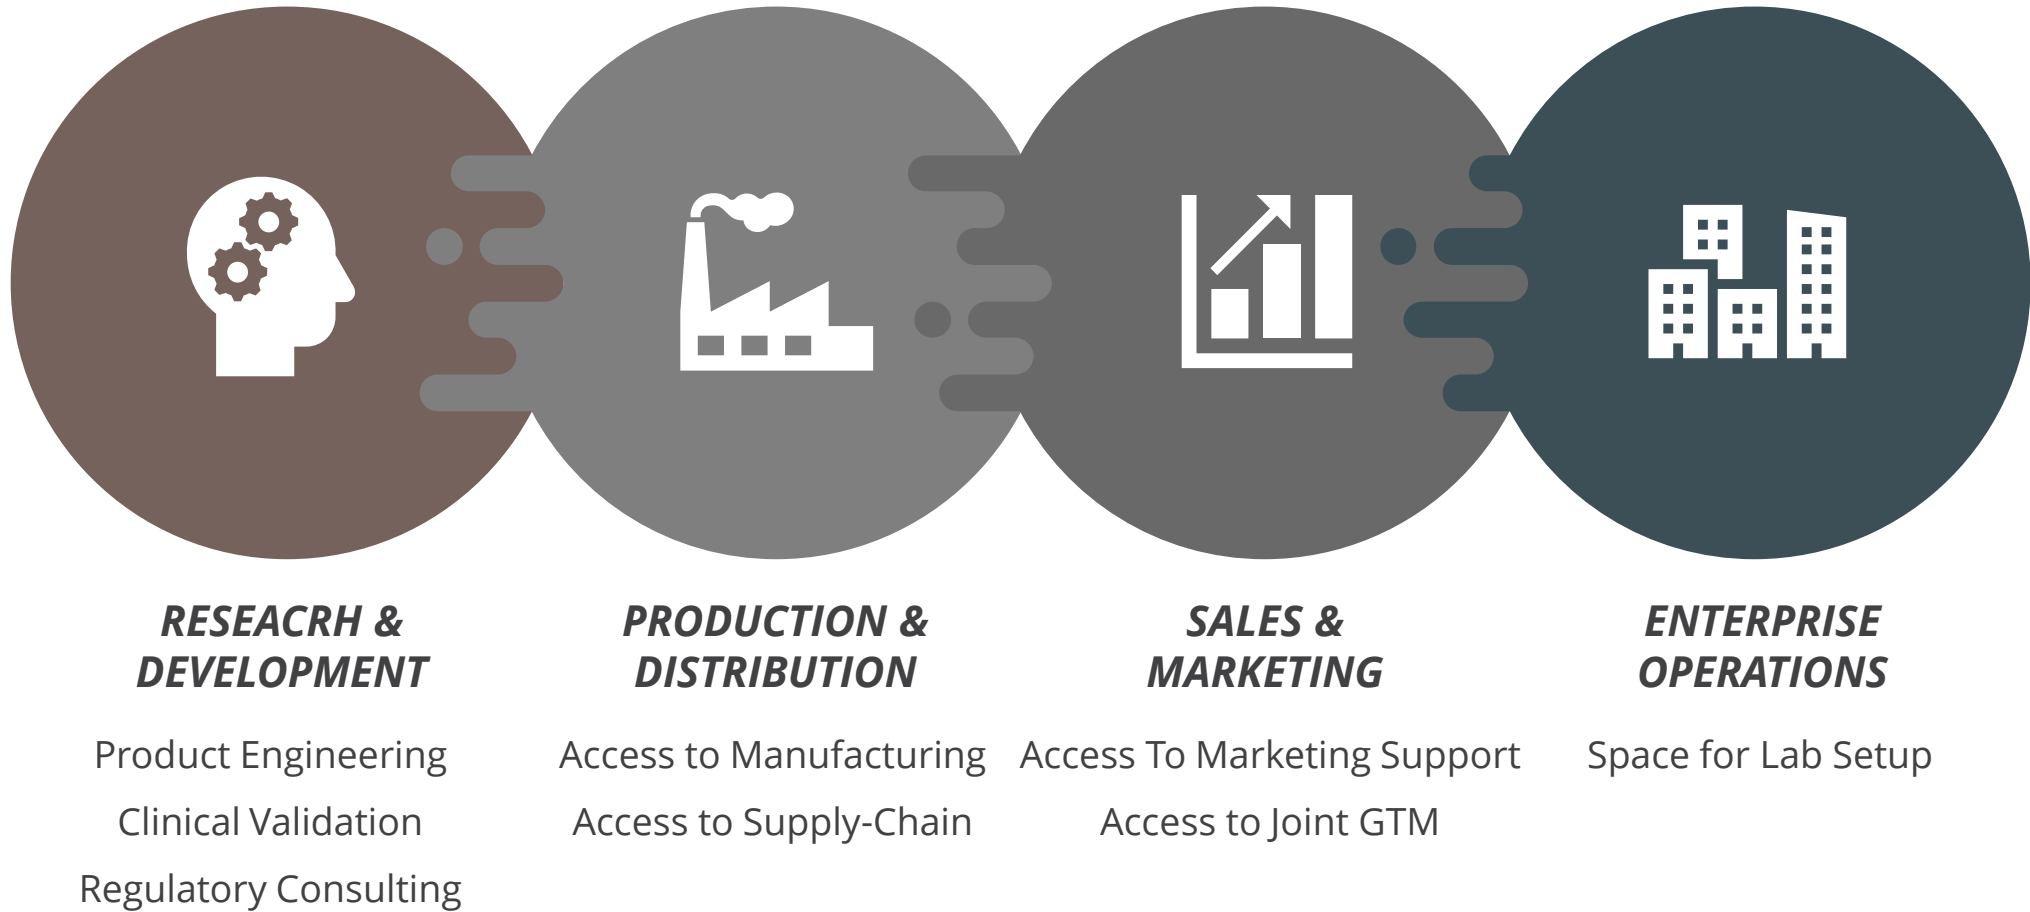 RESEACRH &
DEVELOPMENT
Product Engineering
Clinical Validation
Regulatory Consulting
PRODUCTION &
DISTRIBUTION
Access to Manufacturing
Access to Supply-Chain
SALES &
MARKETING
Access To Marketing Support
Access to Joint GTM
ENTERPRISE
OPERATIONS
Space for Lab Setup